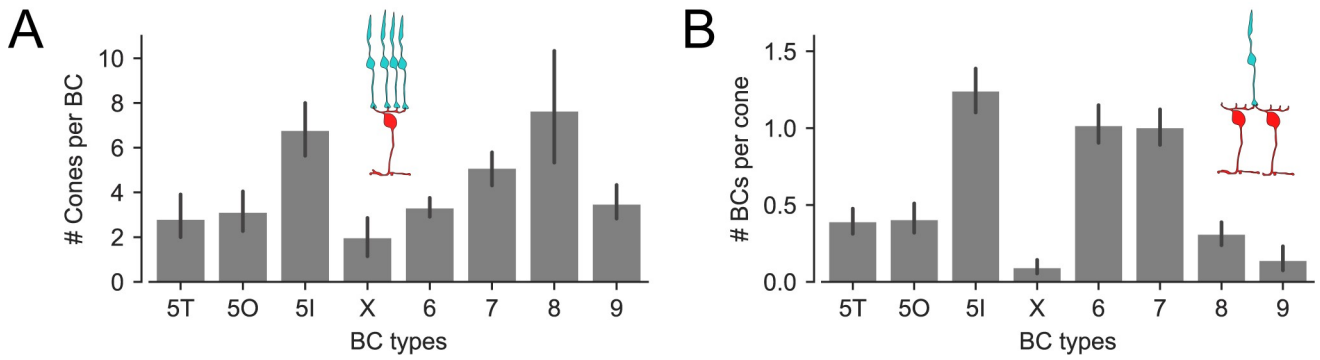 A
# Cones per BC
10
8
6
4
2
0
5T 5O 5I X 6 7 8 9
BC types
B
# BCs per cone
1.5
1.0
0.5
0.0
5T 5O 5I X 6 7 8 9
BC types